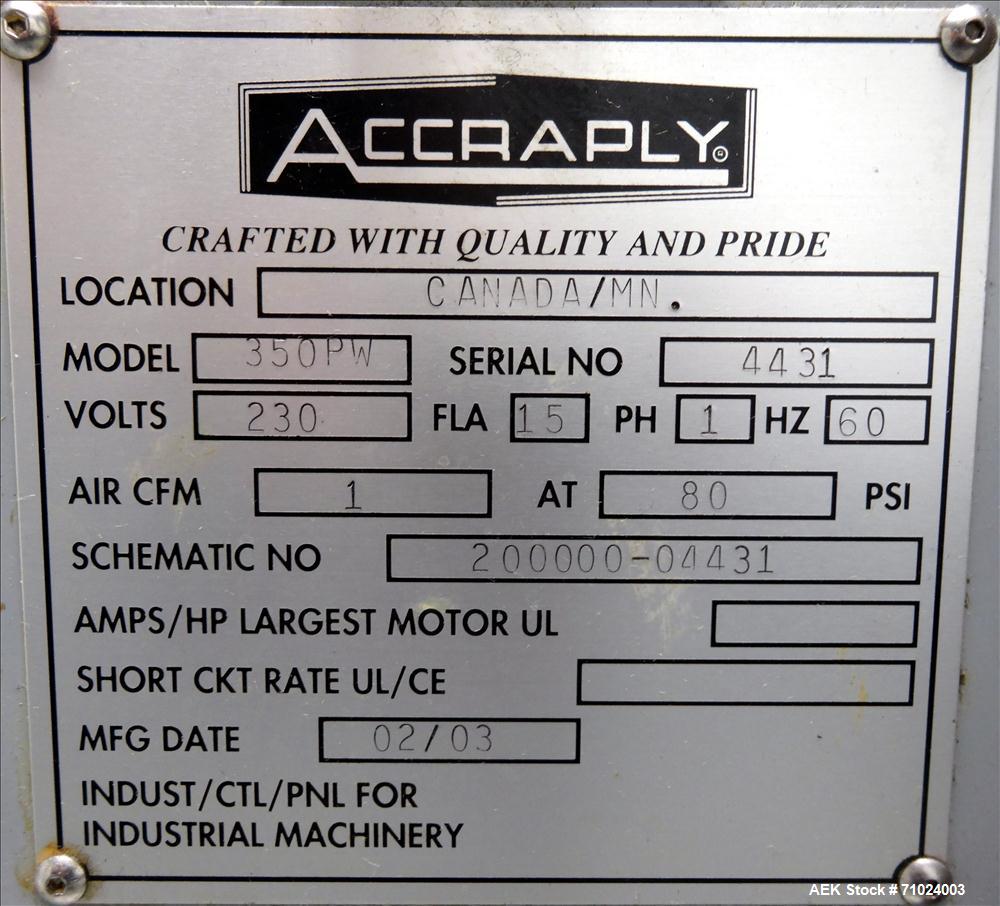 ACCRAPLY®
CRAFTED WITH QUALITY AND PRIDE
LOCATION CANADA/MN.
MODEL 350PW SERIAL NO 4431
VOLTS 230 FLA 15 PH 1 HZ 60
AIR CFM 1 AT 80 PSI
SCHEMATIC NO 200000-04431
AMPS/HP LARGEST MOTOR UL
SHORT CKT RATE UL/CE
MFG DATE 02/03
INDUST/CTL/PNL FOR
INDUSTRIAL MACHINERY
AEK Stock #71024003